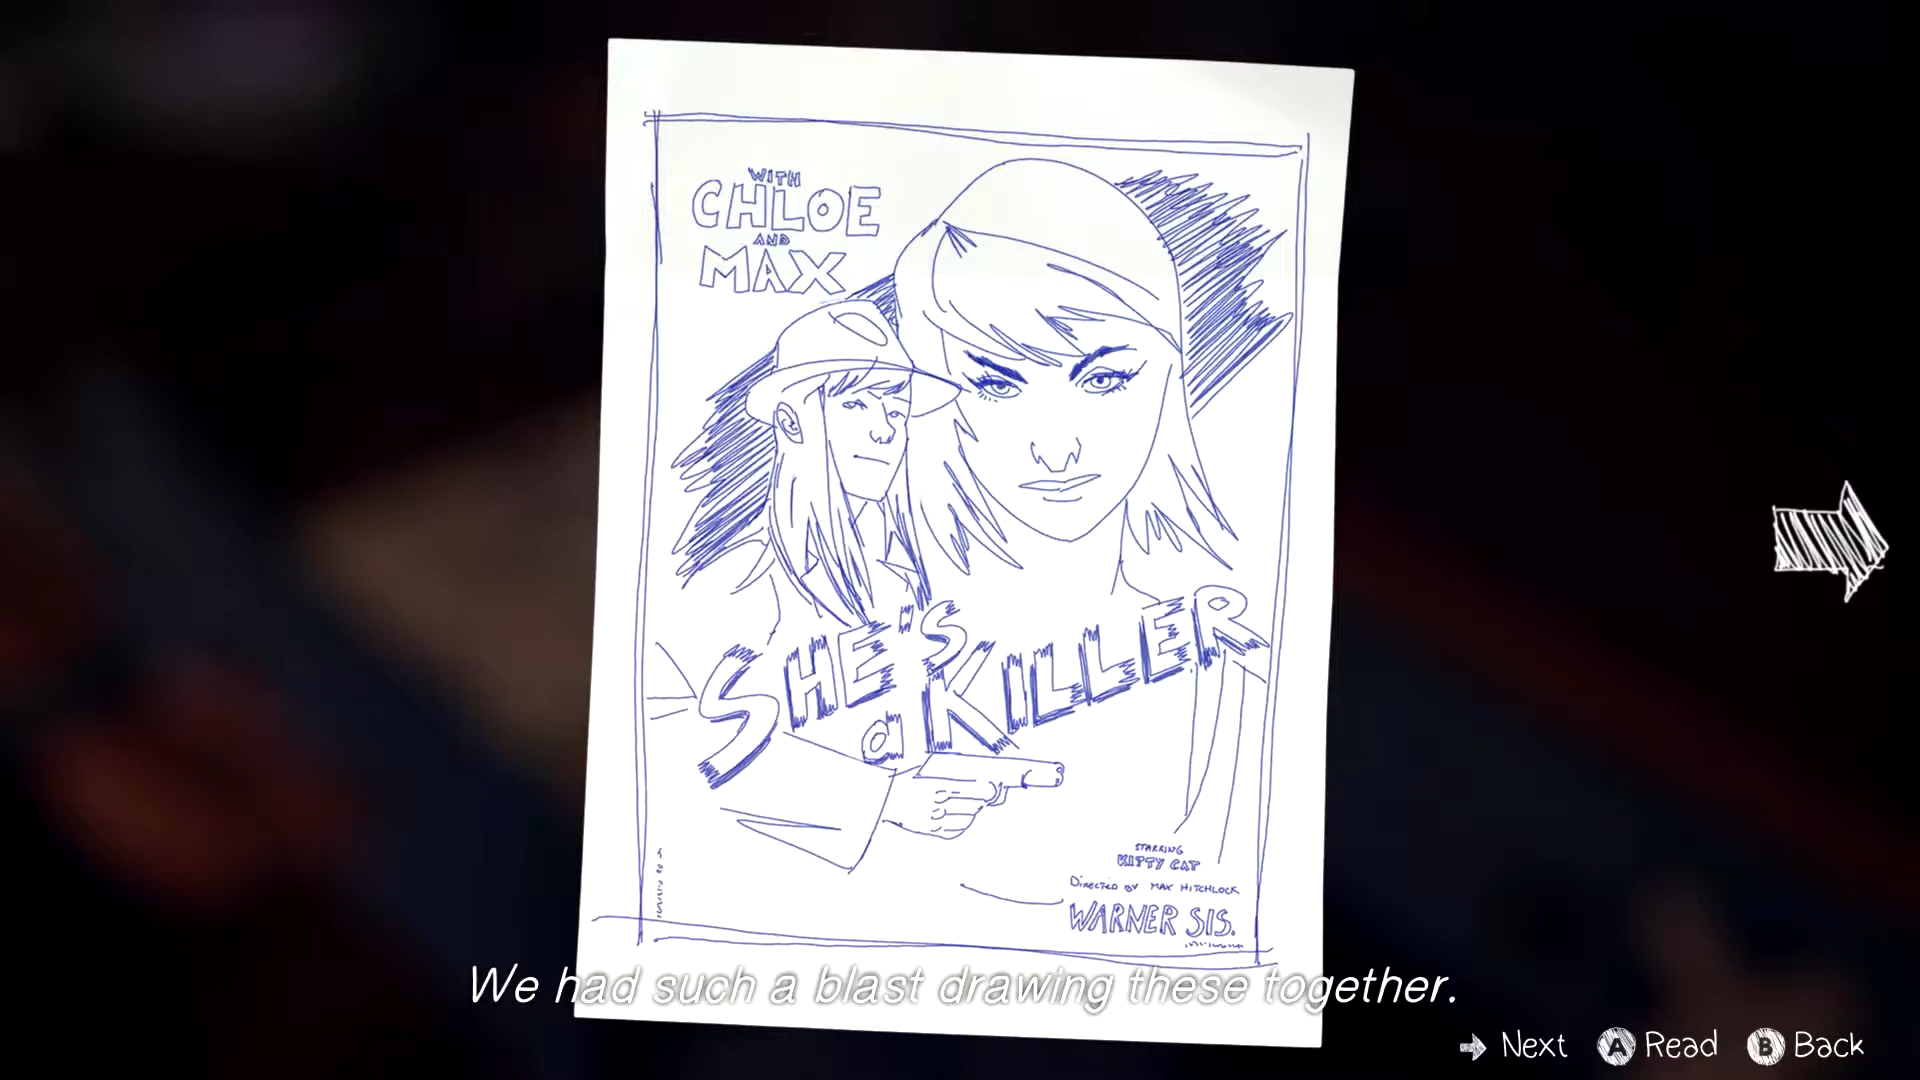 WITH
CHLOE
AND
MAX
SHE'S
a KILLER
STARRING
KITTY CAT
DIRECTED BY MAX HITCHLOCK
WARNER SIS.
We had such a blast drawing these together.
Next A Read B Back